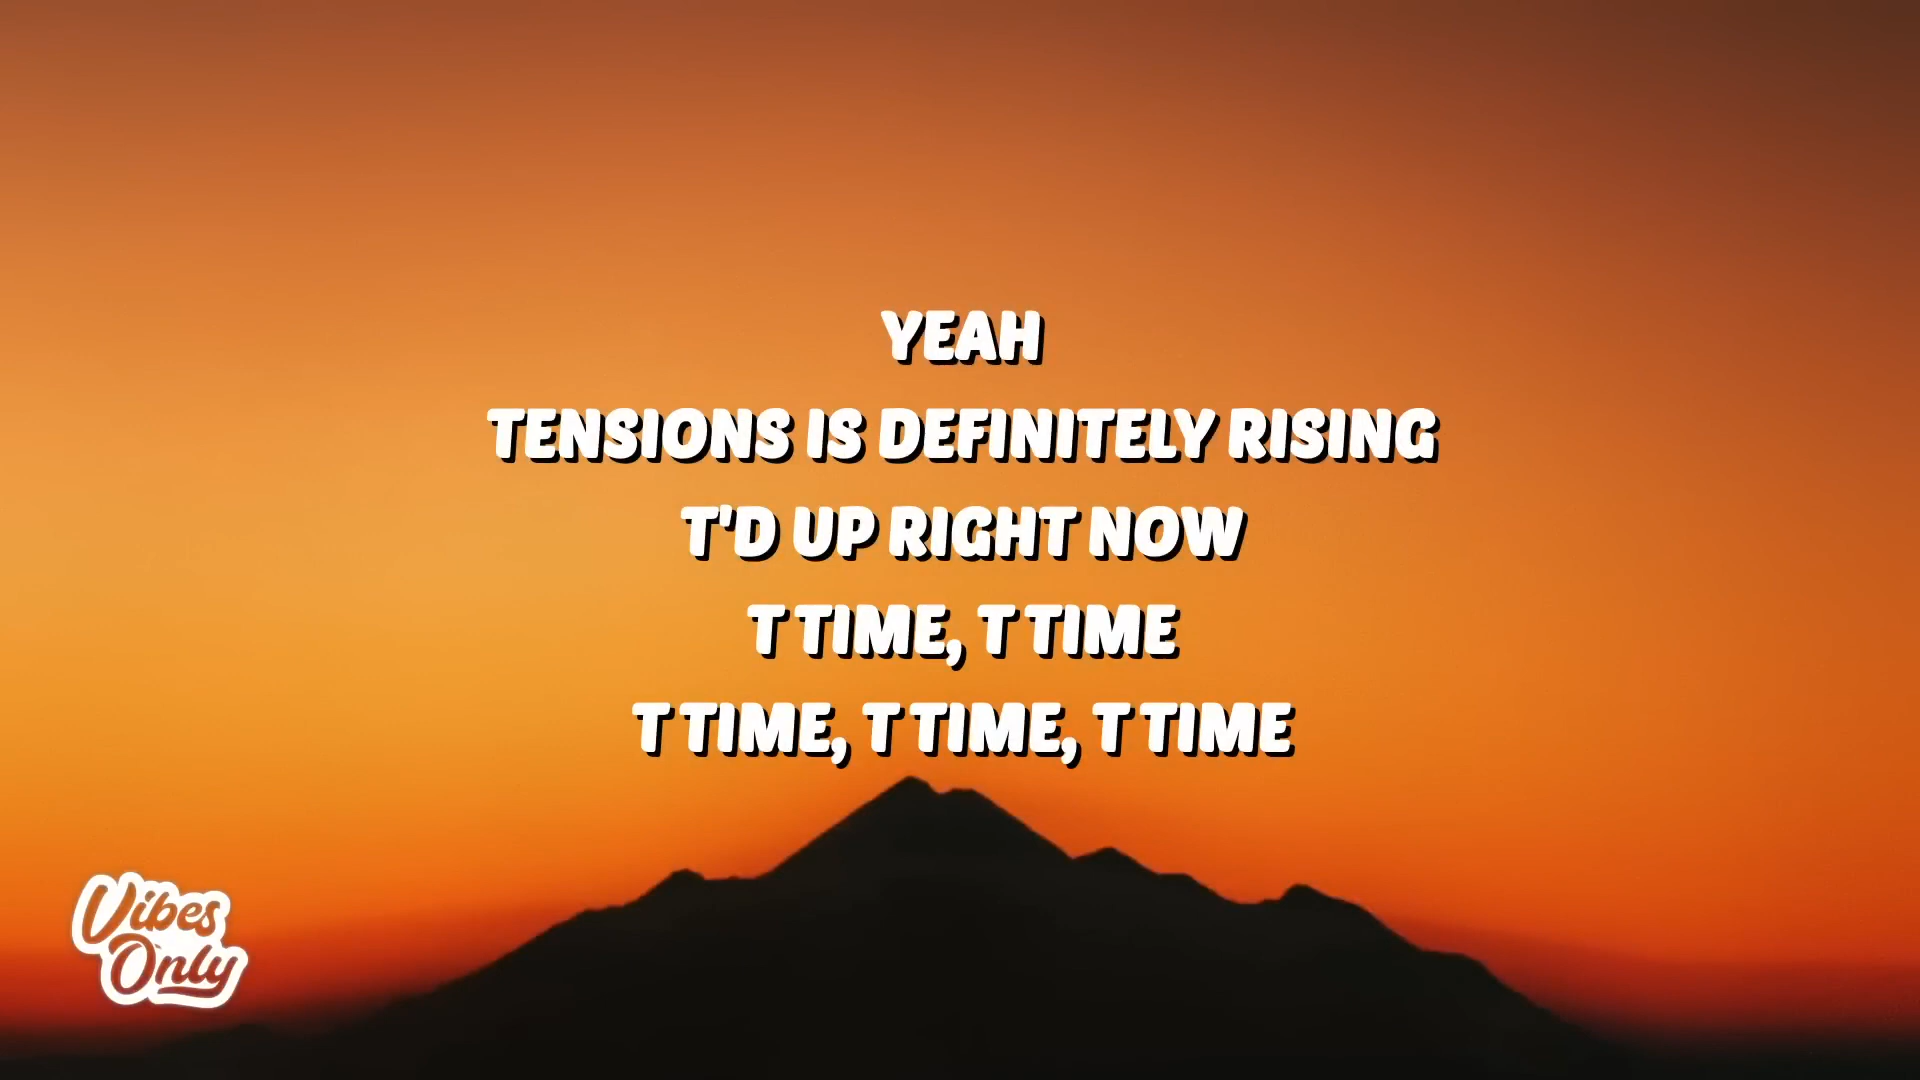 YEAH
TENSIONS IS DEFINITELY RISING
T'D UP RIGHT NOW
T TIME, T TIME
T TIME, T TIME, T TIME
Vibes
Only